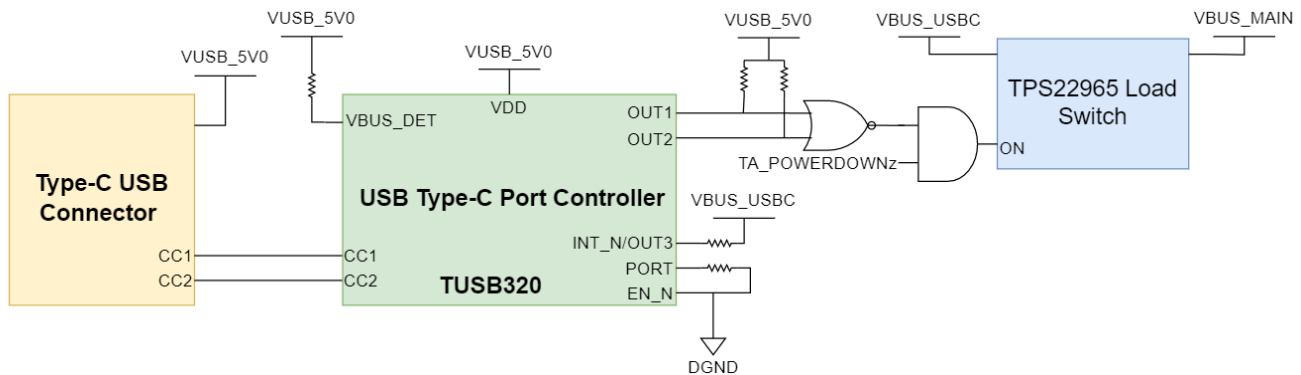 VUSB_5V0
VUSB_5V0
VUSB_5V0
VUSB_5V0
VBUS_USBC
VBUS_MAIN
Type-C USB
Connector
CC1
CC2
VDD
VBUS_DET
OUT1
OUT2
USB Type-C Port Controller
INT_N/OUT3
PORT
EN_N
CC1
CC2
TUSB320
TA_POWERDOWNz
VBUS_USBC
DGND
TPS22965 Load
Switch
ON